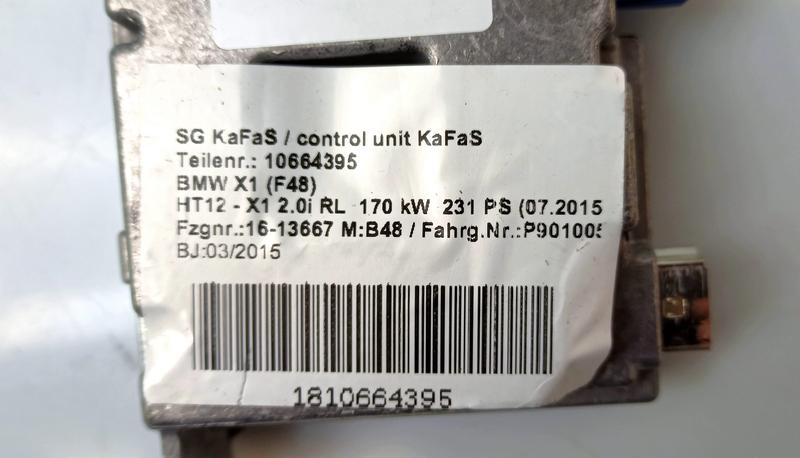 SG KaFaS / control unit KaFaS
Teilenr.: 10664395
BMW X1 (F48)
HT12 - X1 2.0i RL 170 kW 231 PS (07.2015
Fzgnr.:16-13667 M:B48 / Fahrg.Nr.:P901005
BJ:03/2015
1810664395